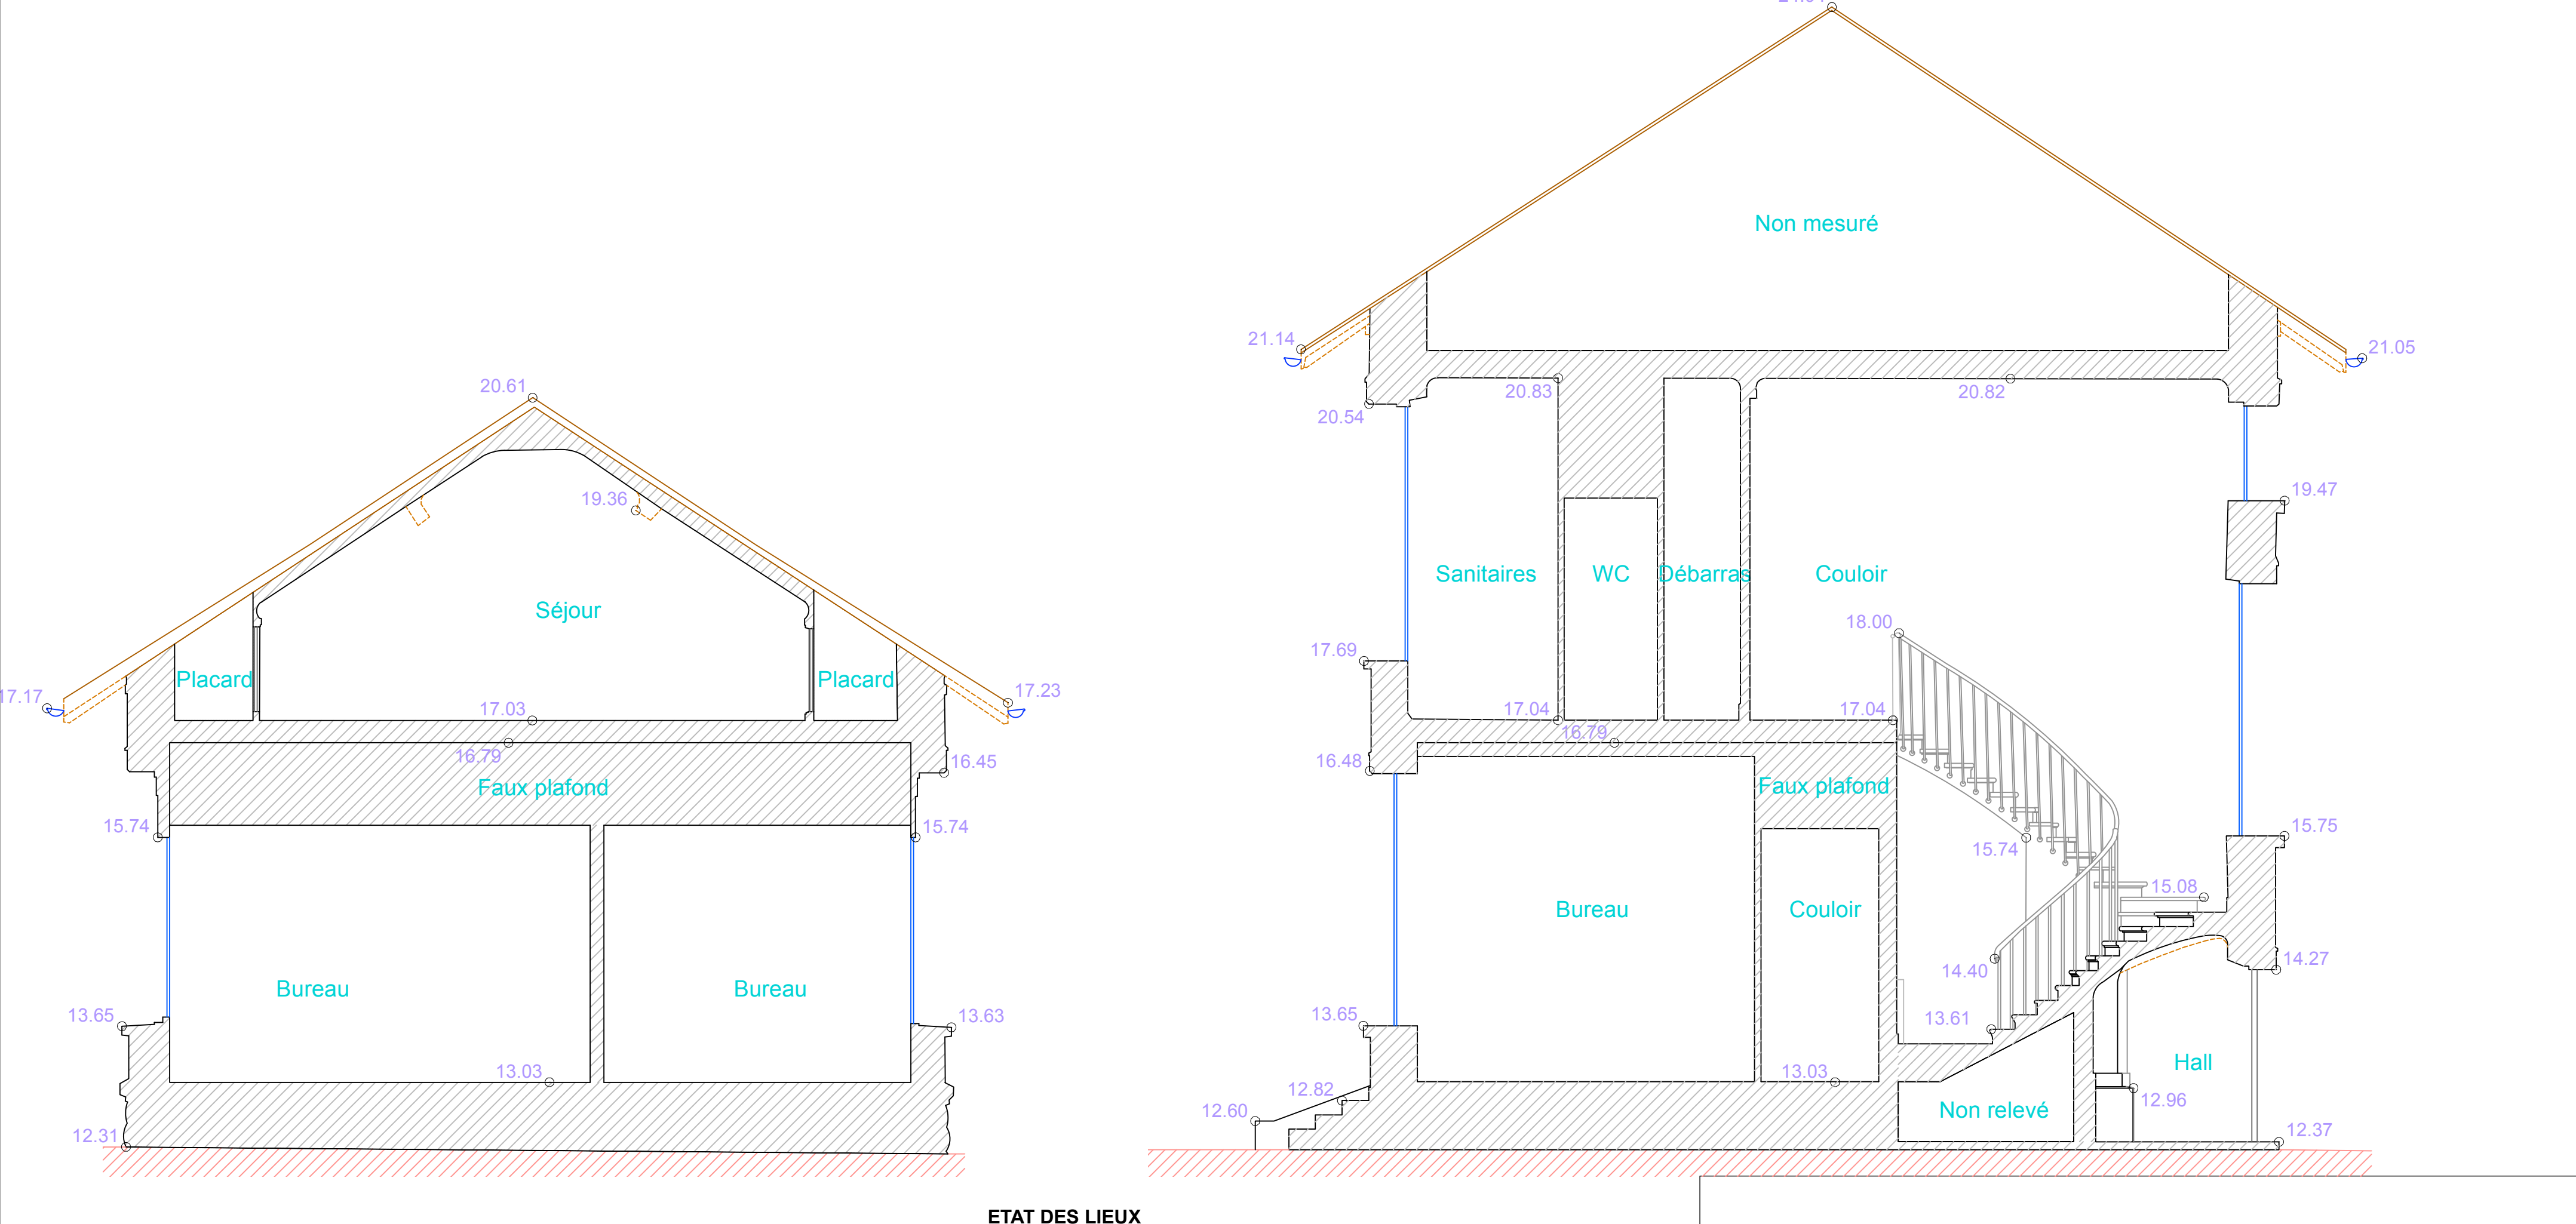 Non mesuré
21.14
21.05
20.61
20.83
20.82
20.54
19.36
19.47
Sanitaires
WC
Débarras
Couloir
Séjour
18.00
17.69
Placard
Placard
17.17
17.23
17.03
17.04
17.04
16.79
16.79
16.45
16.48
Faux plafond
Faux plafond
15.74
15.74
15.74
15.75
15.08
Bureau
Couloir
14.40
14.27
Bureau
Bureau
13.65
13.63
13.65
13.61
Hall
13.03
13.03
12.82
12.60
12.96
Non relevé
12.31
12.37
ETAT DES LIEUX